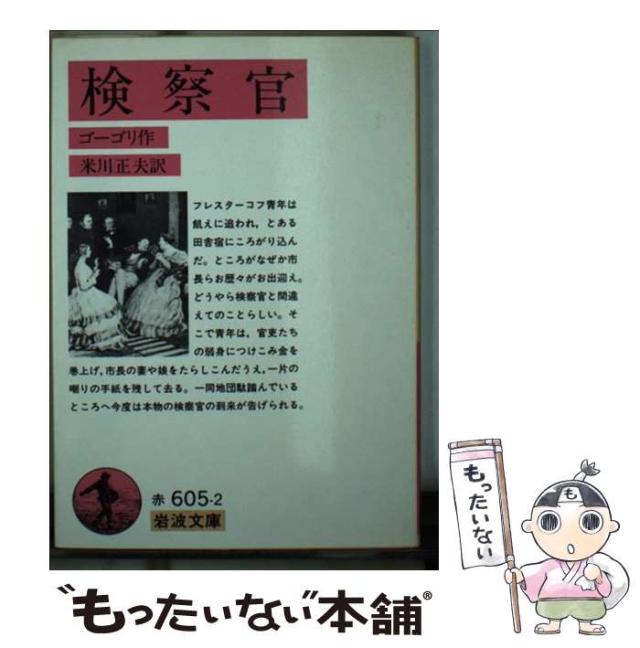 検察官
ゴーゴリ作
米川正夫訳
フレスターコフ青年は
飢えに追われ，とある
田舎宿にころがり込ん
だ。ところがなぜか市
長らお歴々がお出迎え。
どうやら検察官と間違
えてのことらしい。そ
こで青年は，官吏たち
の弱身につけこみ金を
巻上げ，市長の妻や娘をたらしこんだうえ，一片の
嘲りの手紙を残して去る。一同地団駄踏んでいる
ところへ今度は本物の検察官の到来が告げられる。
赤 605-2
岩波文庫
も
もったいない
"もったいない"本舗®